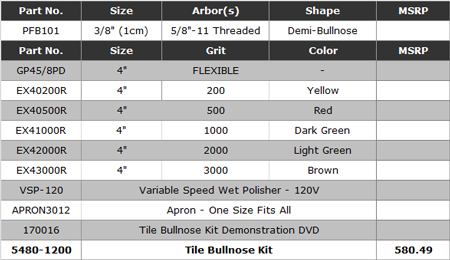 Part No. Size Arbor(s) Shape MSRP
PFB101 3/8" (1cm) 5/8"-11 Threaded Demi-Bullnose
Part No. Size Grit Color MSRP
GP45/8PD 4" FLEXIBLE -
EX40200R 4" 200 Yellow
EX40500R 4" 500 Red
EX41000R 4" 1000 Dark Green
EX42000R 4" 2000 Light Green
EX43000R 4" 3000 Brown
VSP-120 Variable Speed Wet Polisher - 120V
APRON3012 Apron - One Size Fits All
170016 Tile Bullnose Kit Demonstration DVD
5480-1200 Tile Bullnose Kit 580.49